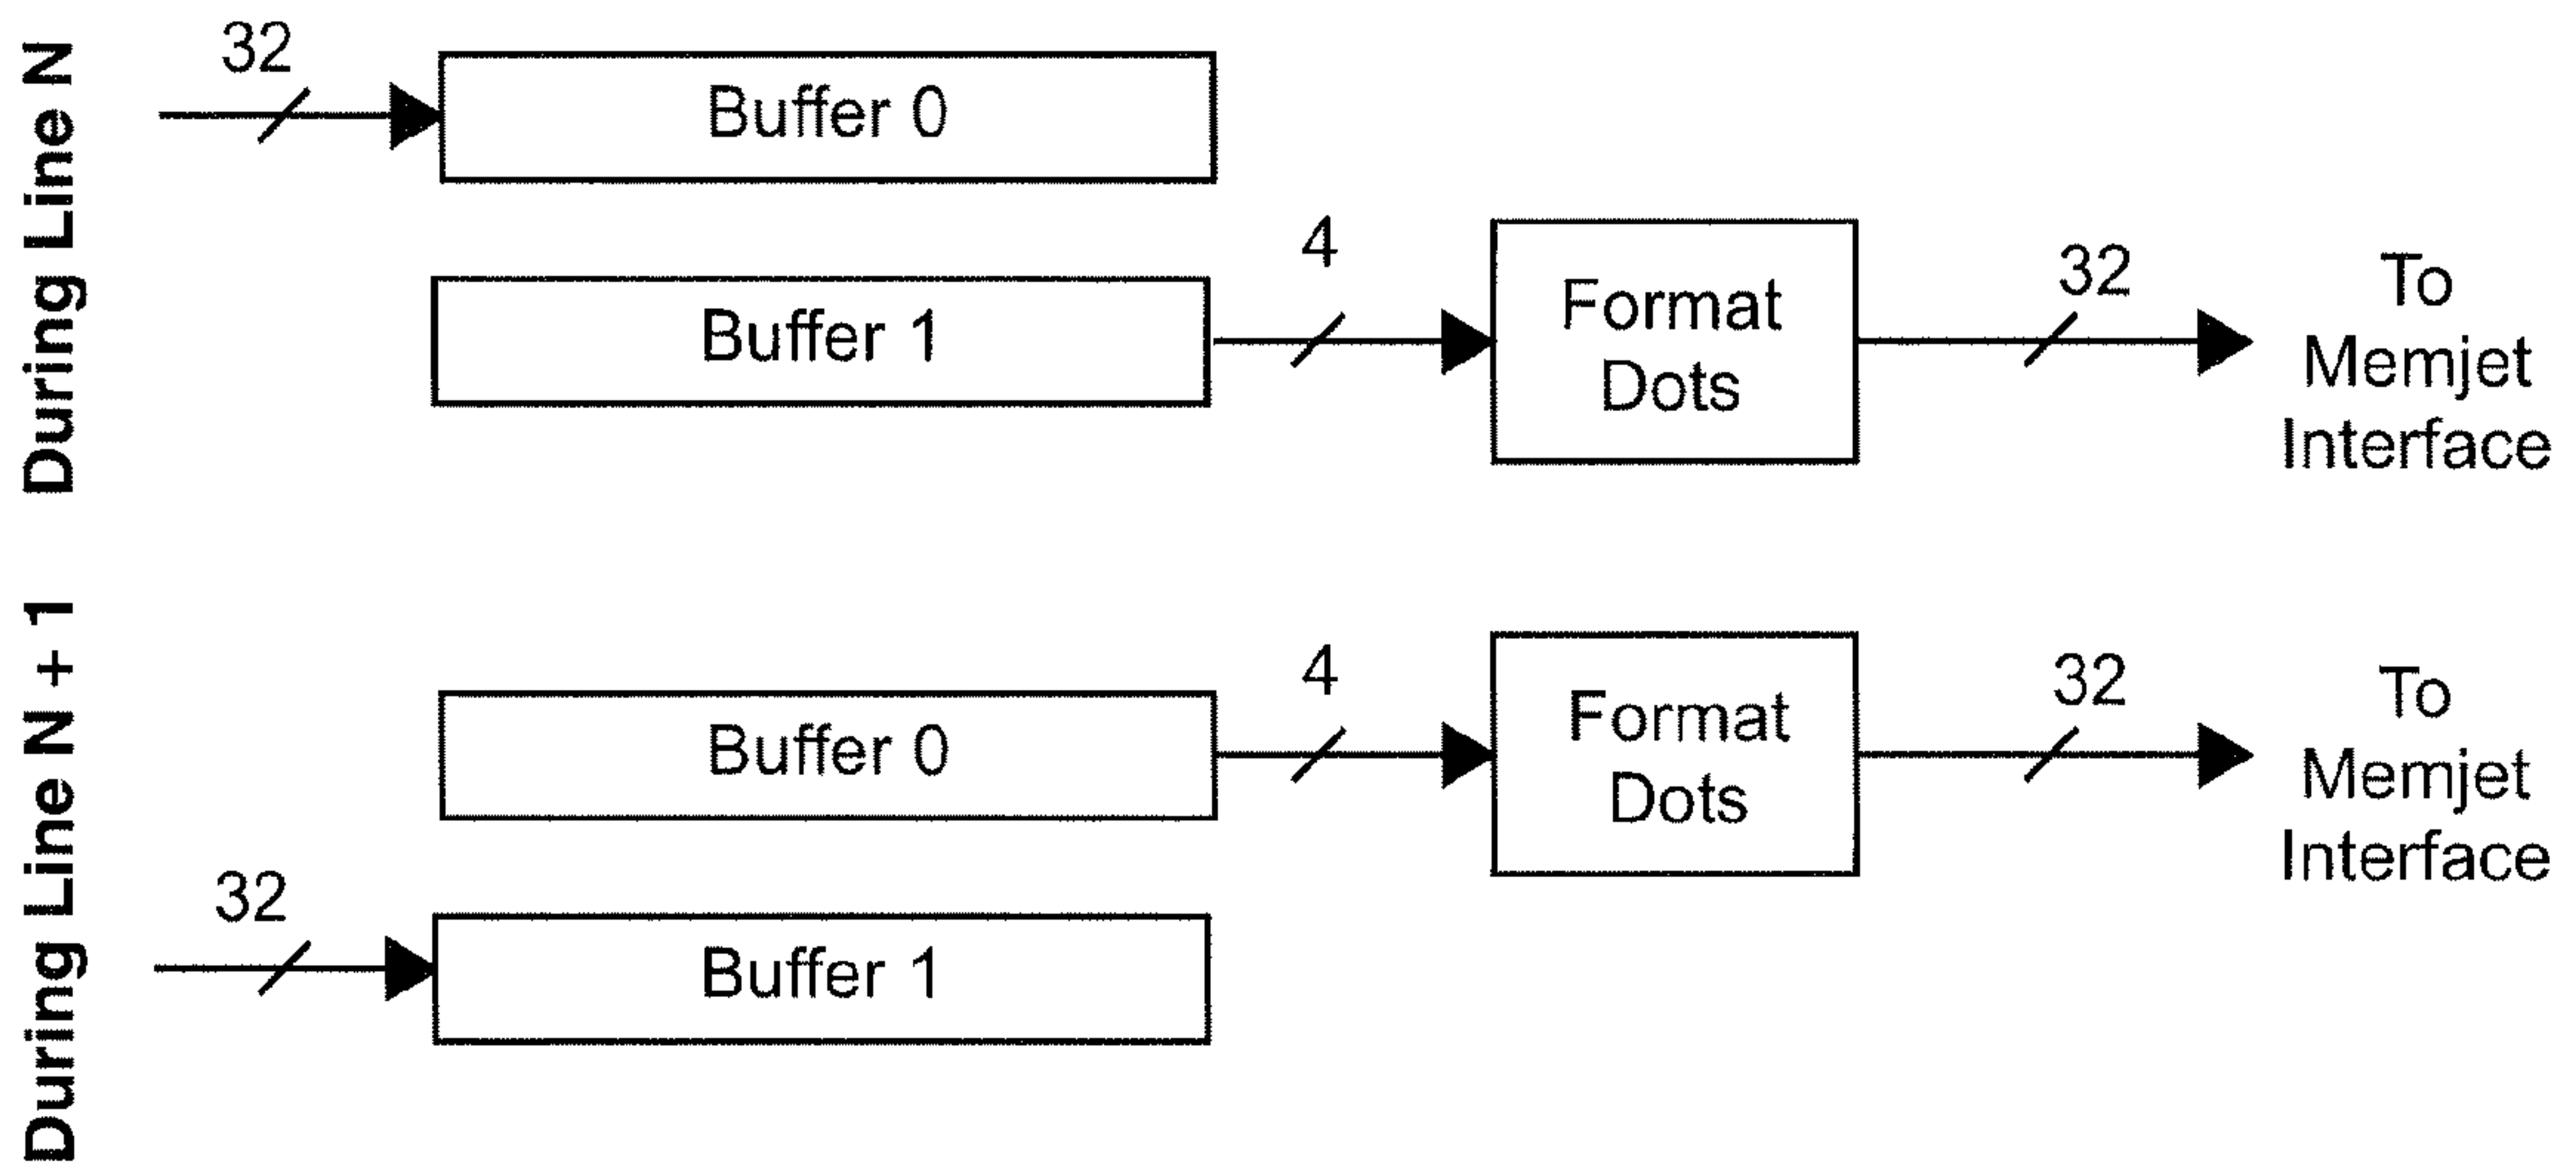 During Line N
32
Buffer 0
Buffer 1
4
Format
Dots
32
To
Memjet
Interface
During Line N + 1
Buffer 0
4
Format
Dots
32
To
Memjet
Interface
32
Buffer 1